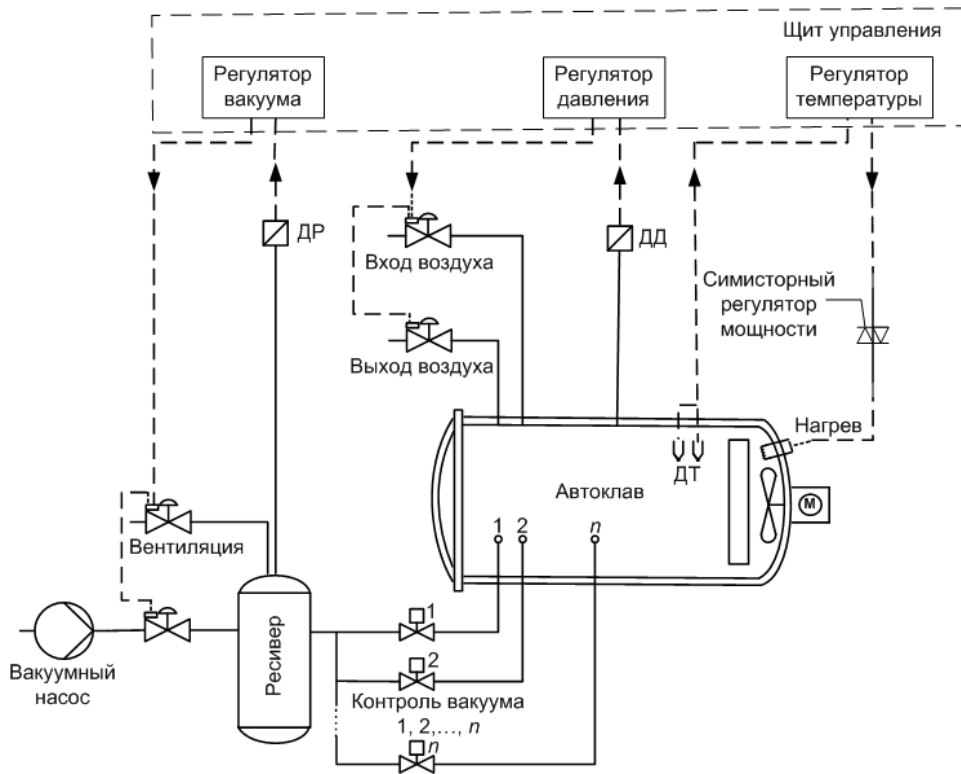 Щит управления
Регулятор
вакуума
Регулятор
давления
Регулятор
температуры
ДР
ДД
Вход воздуха
Симисторный
регулятор
мощности
Выход воздуха
Нагрев
ДТ
Автоклав
М
1
2
n
Вентиляция
1
Ресивер
Вакуумный
насос
2
Контроль вакуума
1, 2,..., n
n